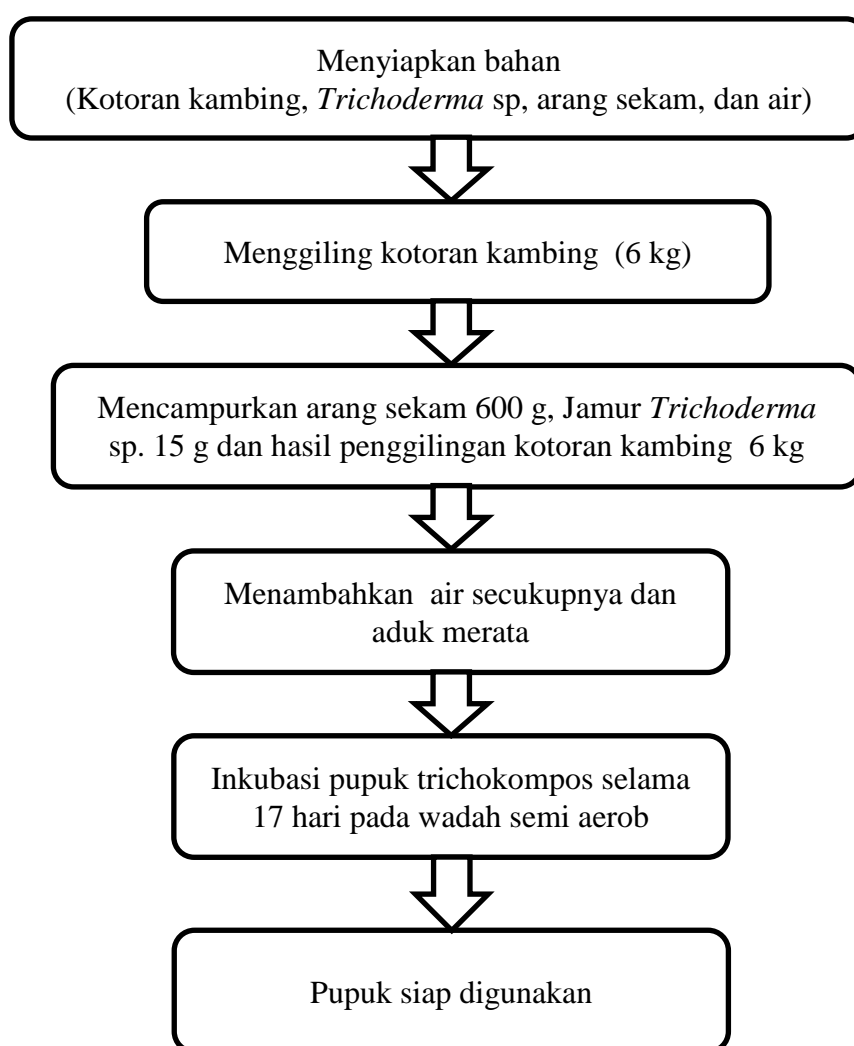 Menyiapkan bahan
(Kotoran kambing, Trichoderma sp, arang sekam, dan air)
Menggiling kotoran kambing (6 kg)
Mencampurkan arang sekam 600 g, Jamur Trichoderma
sp. 15 g dan hasil penggilingan kotoran kambing 6 kg
Menambahkan air secukupnya dan
aduk merata
Inkubasi pupuk trichokompos selama
17 hari pada wadah semi aerob
Pupuk siap digunakan